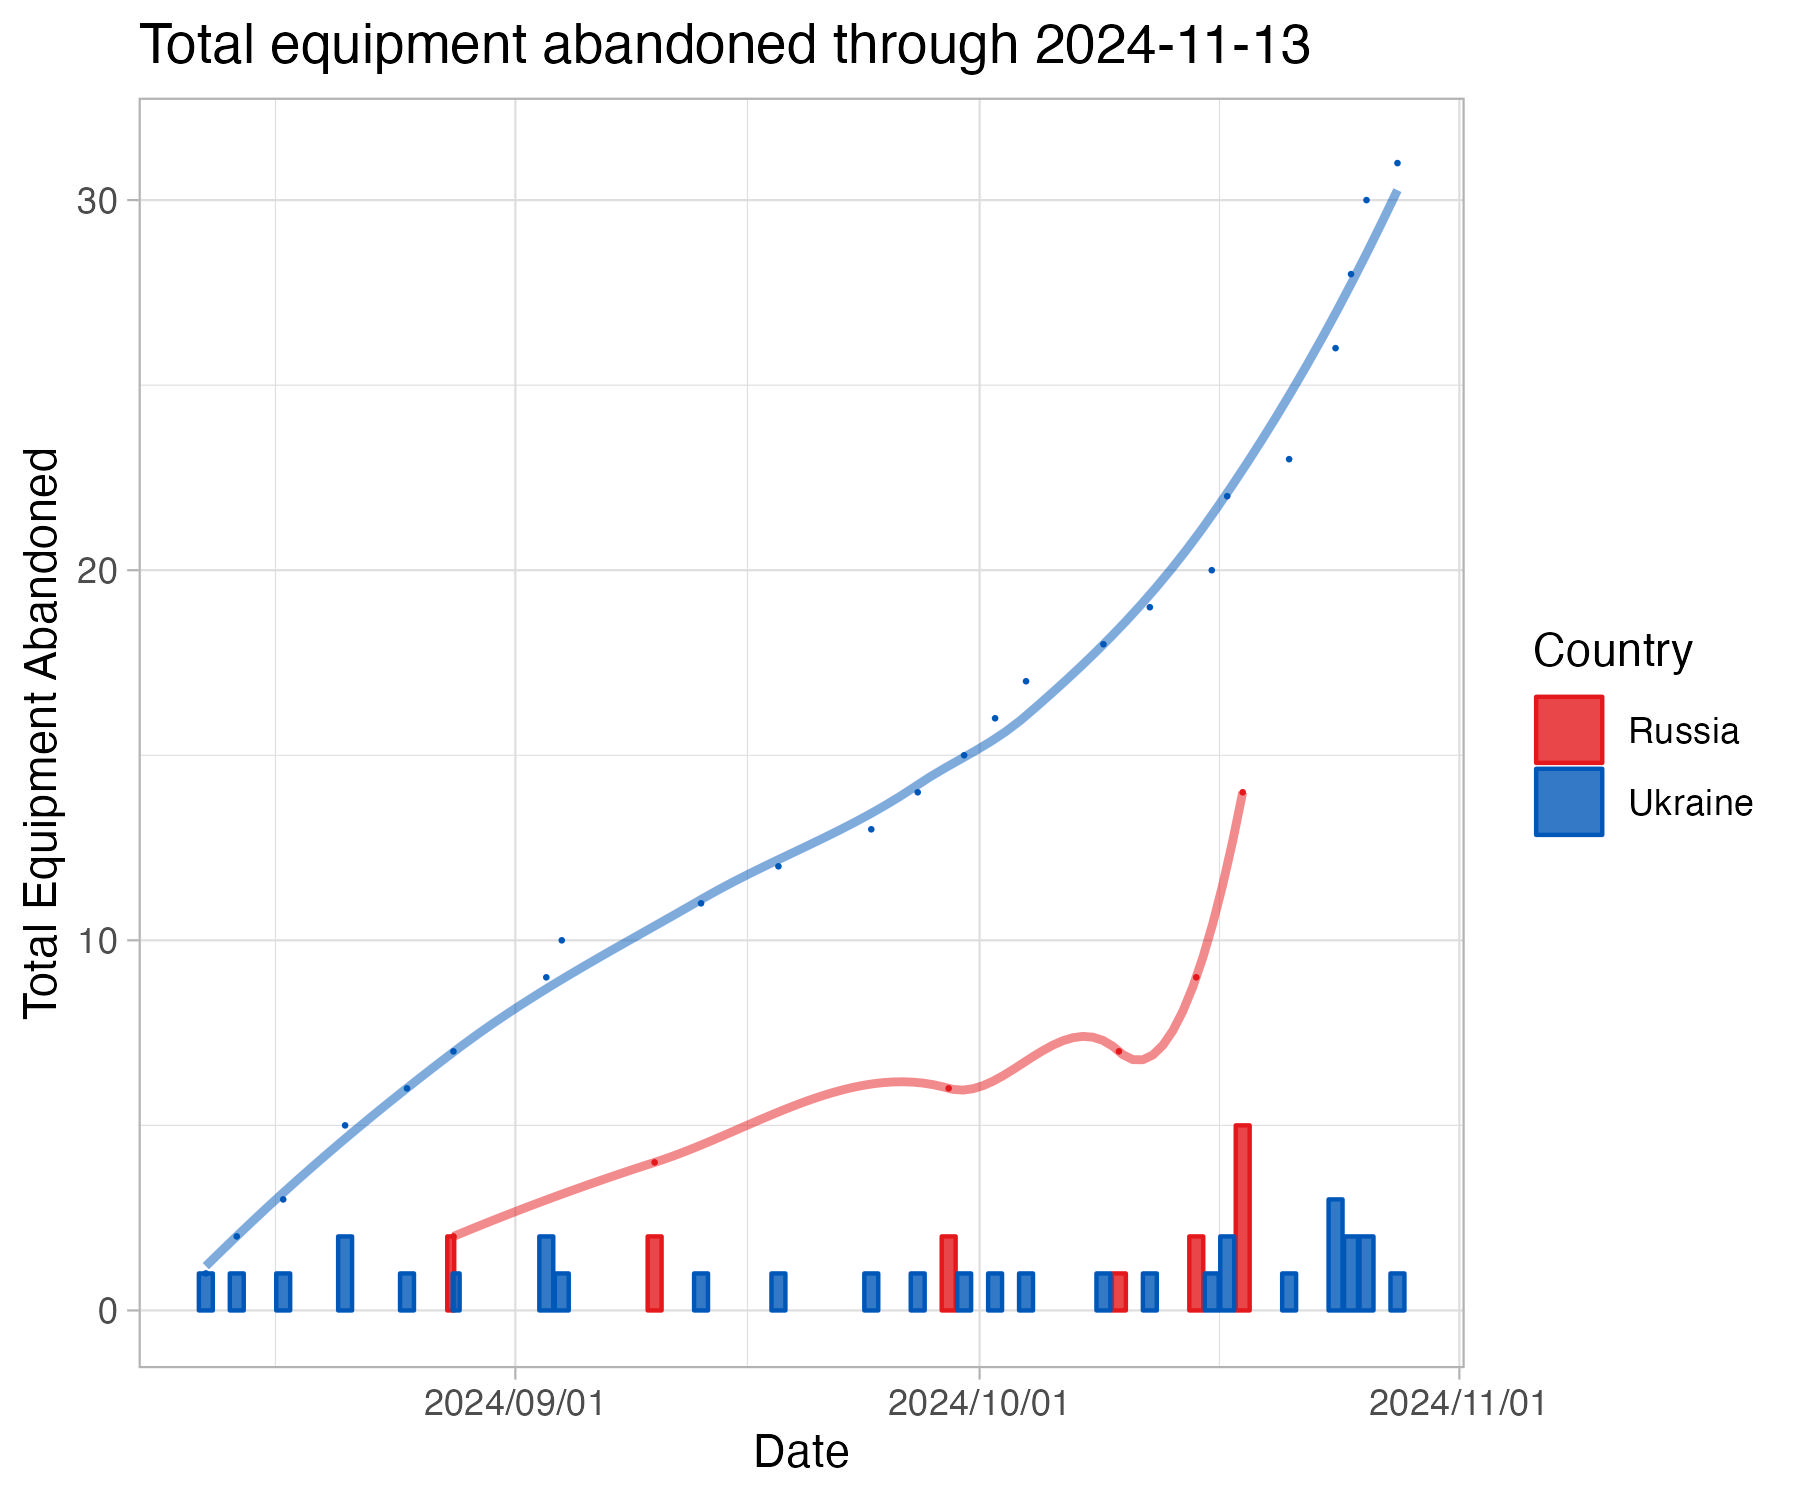 Total equipment abandoned through 2024-11-13
Total Equipment Abandoned
30
20
10
0
2024/09/01
2024/10/01
2024/11/01
Date
Country
Russia
Ukraine